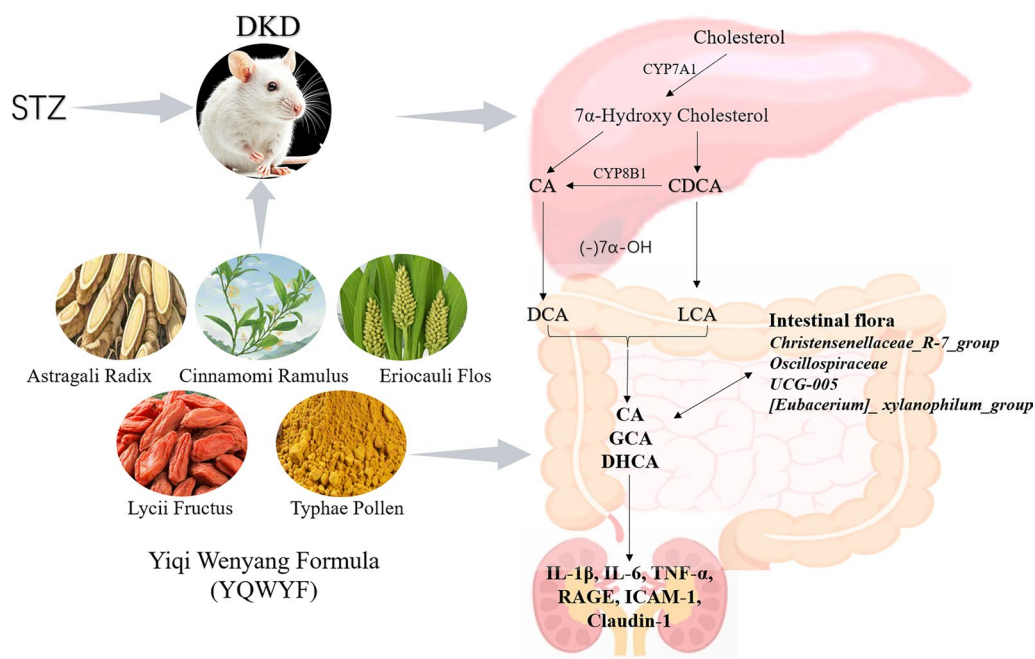 DKD
STZ
Astragali Radix
Cinnamomi Ramulus
Eriocauli Flos
Lycii Fructus
Typhae Pollen
Yiqi Wenyang Formula
(YQWYF)
Cholesterol
CYP7A1
7α-Hydroxy Cholesterol
CA
CYP8B1
CDCA
(-)7α-OH
DCA
LCA
Intestinal flora
Christensenellaceae_R-7_group
Oscillospiraceae
UCG-005
[Eubacerium]_ xylanophilum_group
CA
GCA
DHCA
IL-1β, IL-6, TNF-α,
RAGE, ICAM-1,
Claudin-1